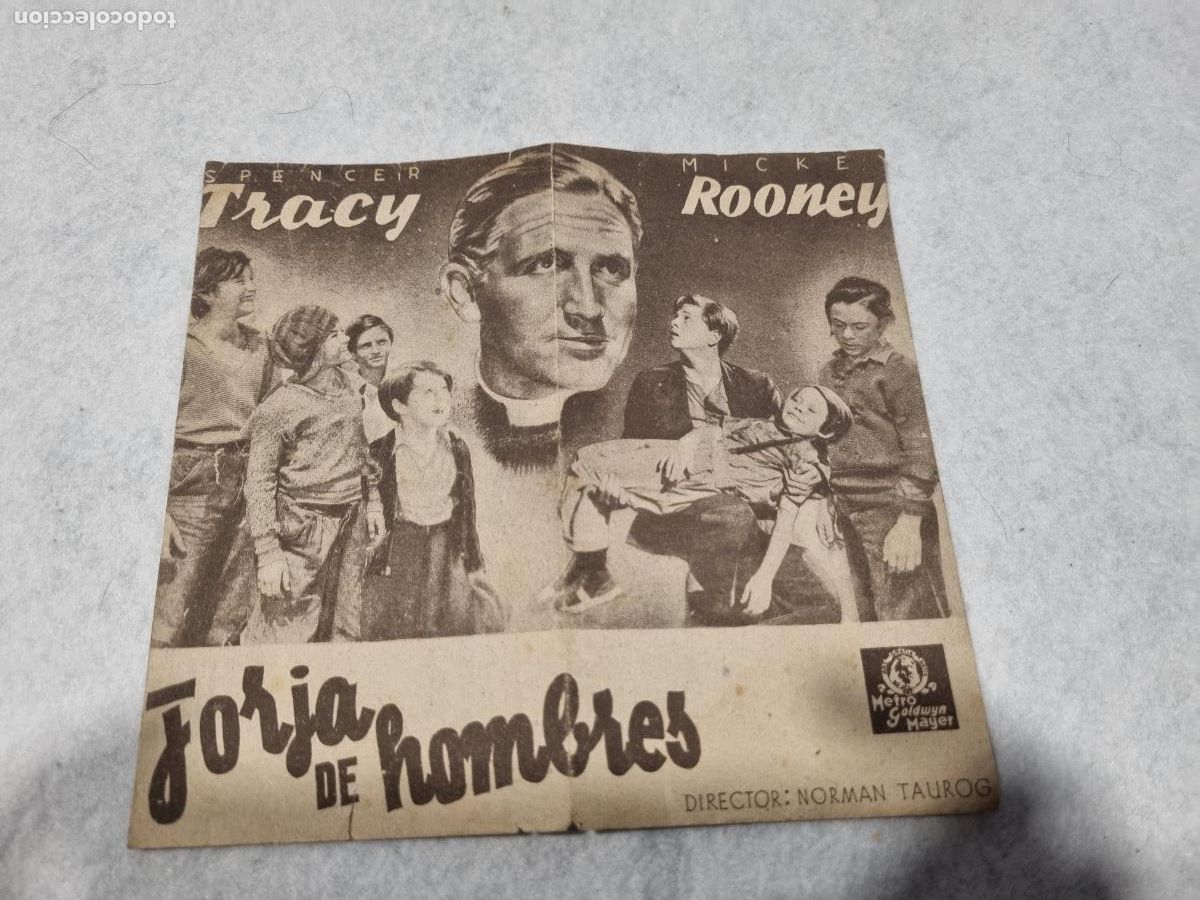 todocoleccion
SPENCER
Tracy
MICKEY
Rooney
Forja
DE hombres
Metro
Goldwyn
Mayer
DIRECTOR: NORMAN TAUROG